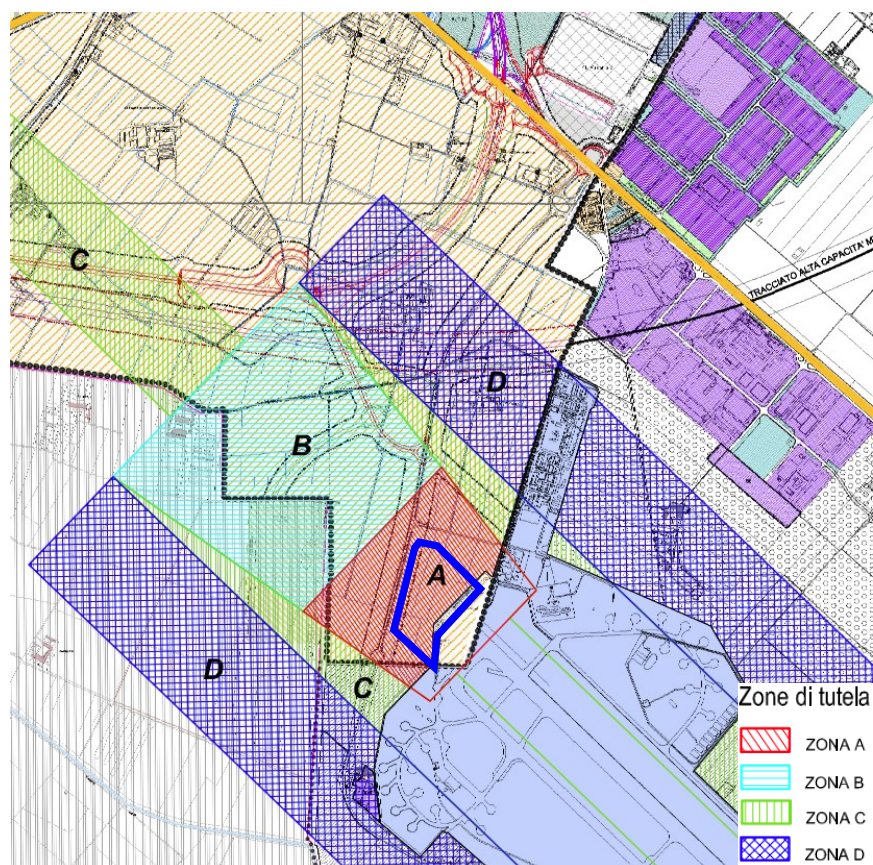 TRACCIATO ALTA CAPACITA' M
C
D
B
A
D
C
Zone di tutela
ZONA A
ZONA B
ZONA C
ZONA D